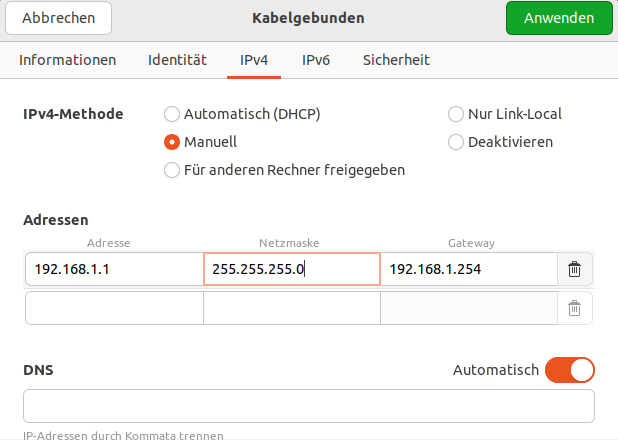 Abbrechen Kabelgebunden Anwenden
Informationen Identität IPv4 IPv6 Sicherheit
IPv4-Methode Automatisch (DHCP) Nur Link-Local
Manuell Deaktivieren
Für anderen Rechner freigegeben
Adressen
Adresse Netzmaske Gateway
192.168.1.1 255.255.255.0 192.168.1.254
DNS Automatisch
IP-Adressen durch Kommata trennen